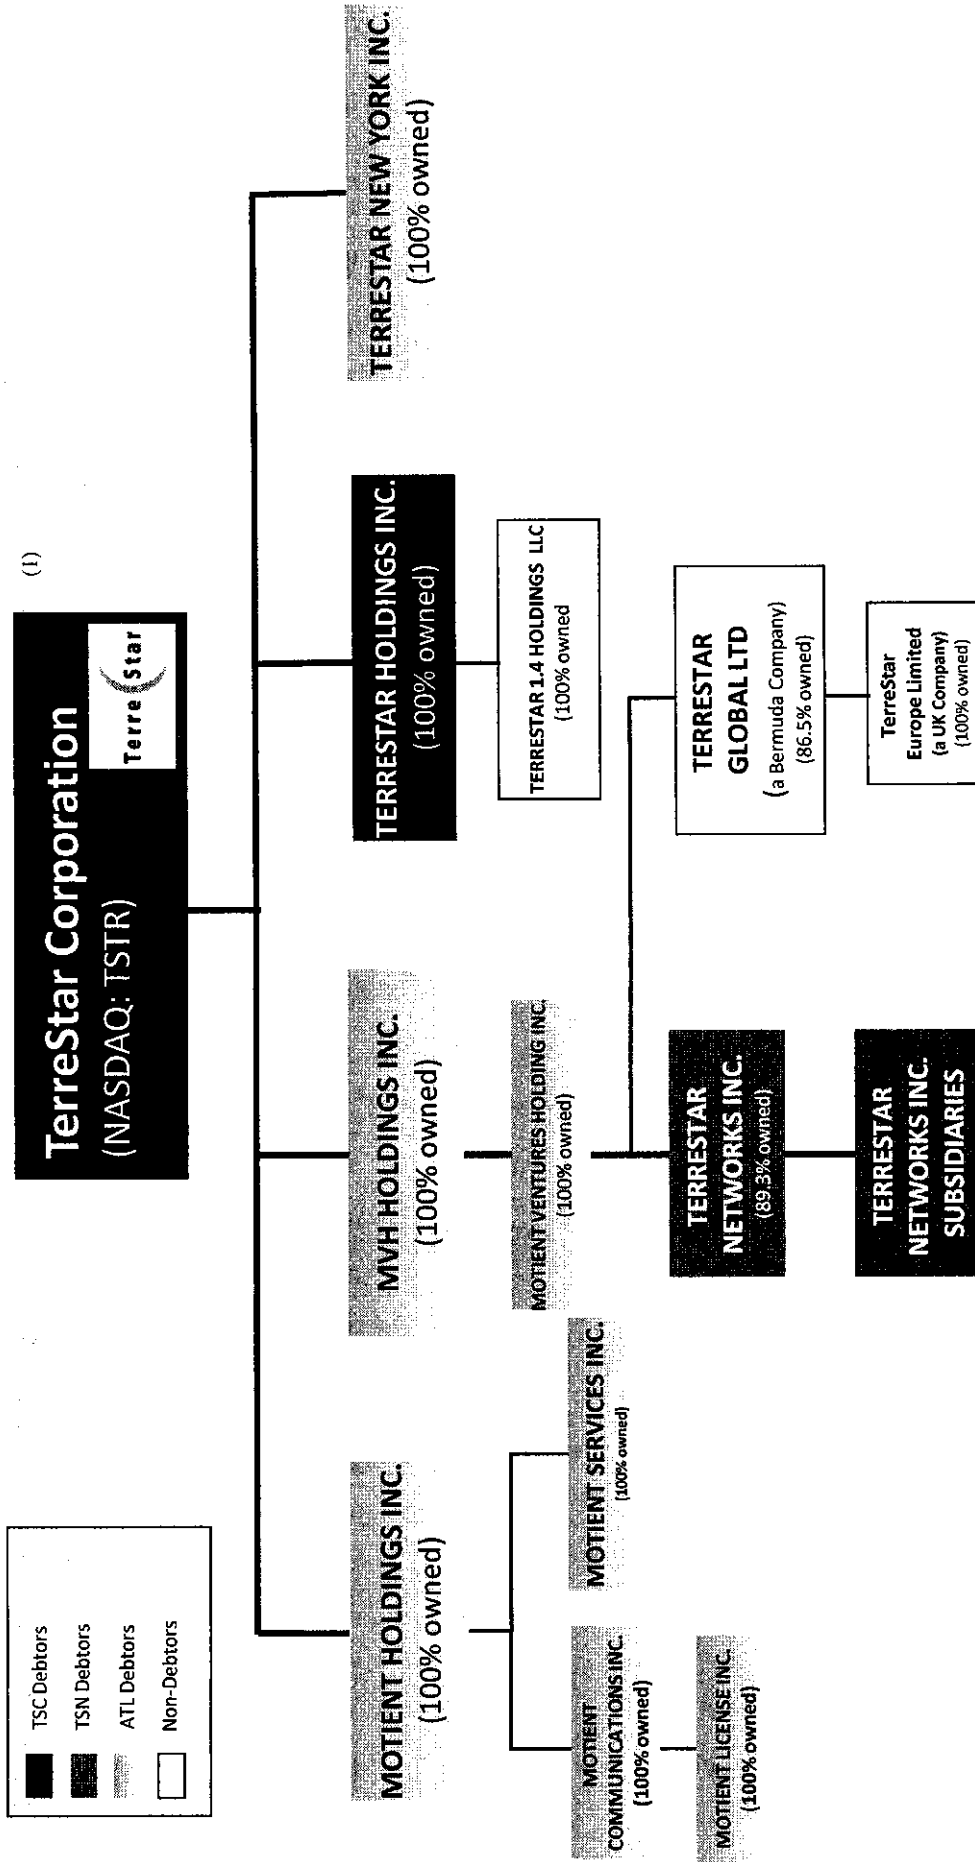 TerreStar Corporation
(NASDAQ: TSTR)
Terre Star
(1)
TSC Debtors
TSN Debtors
ATL Debtors
Non-Debtors
MOTIENT HOLDINGS INC.
(100% owned)
MVH HOLDINGS INC.
(100% owned)
TERRESTAR HOLDINGS INC.
(100% owned)
TERRESTAR NEW YORK INC.
(100% owned)
MOTIENT
COMMUNICATIONS INC.
(100% owned)
MOTIENT SERVICES INC.
(100% owned)
MOTIENT LICENSE INC.
(100% owned)
MOTIENT VENTURES HOLDING INC.
(100% owned)
TERRESTAR 1.4 HOLDINGS LLC
(100% owned
TERRESTAR
NETWORKS INC.
(89.3% owned)
TERRESTAR
GLOBAL LTD
(a Bermuda Company)
(86.5% owned)
TERRESTAR
NETWORKS INC.
SUBSIDIARIES
TerreStar
Europe Limited
(a UK Company)
(100% owned)